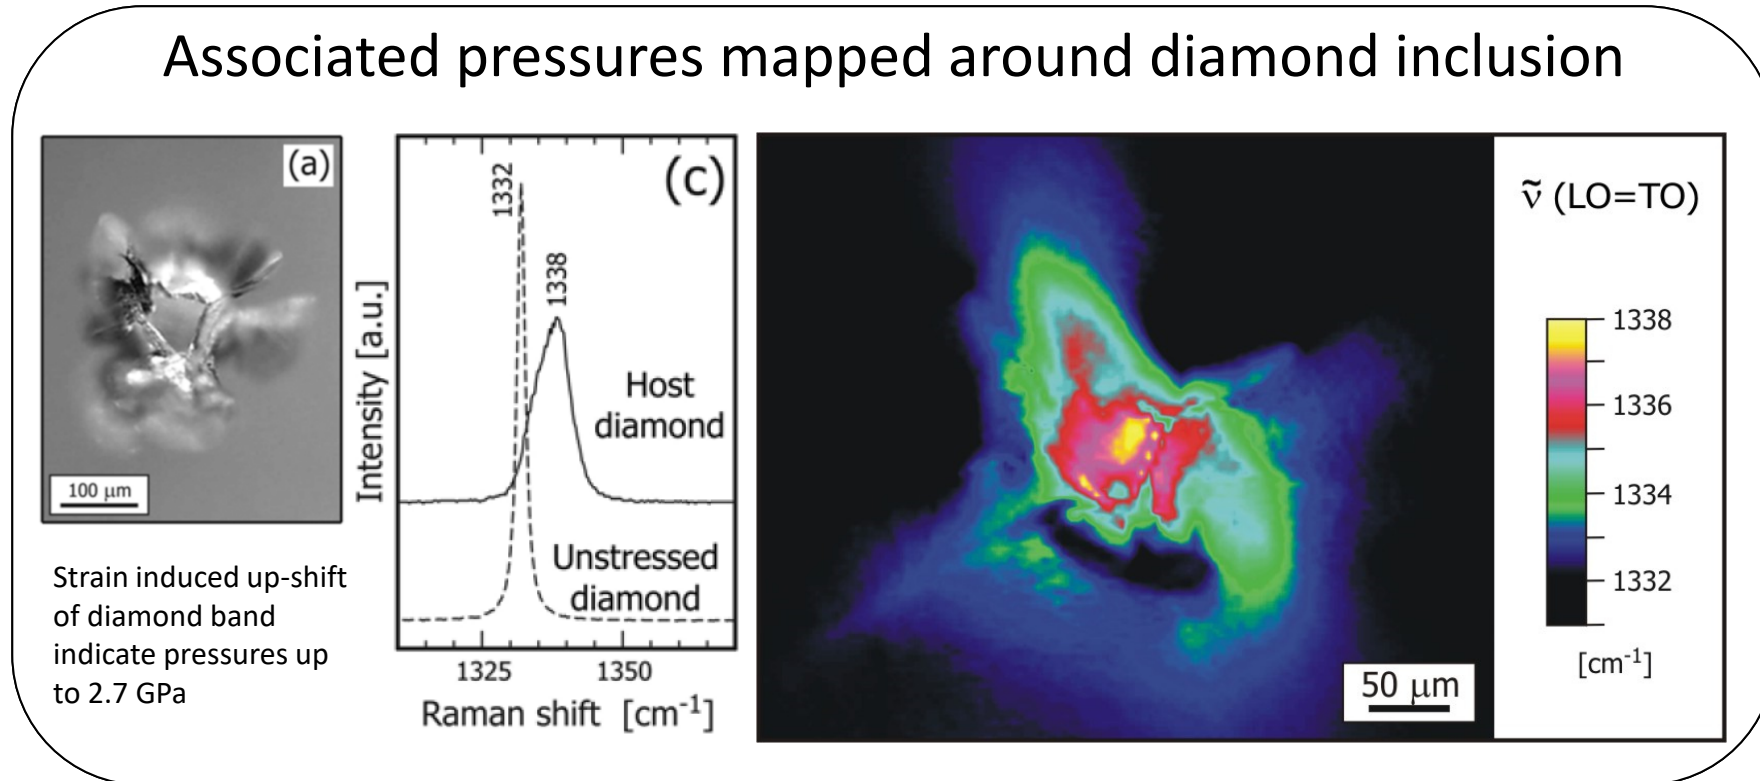 Associated pressures mapped around diamond inclusion
(a)
100 μm
Strain induced up-shift
of diamond band
indicate pressures up
to 2.7 GPa
(c)
1332
1338
Host
diamond
Unstressed
diamond
Intensity [a.u.]
1325 1350
Raman shift [cm⁻¹]
ṽ (LO=TO)
1338
1336
1334
1332
[cm⁻¹]
50 μm